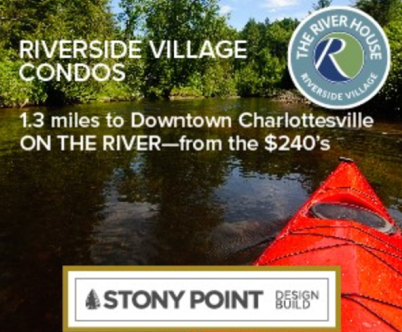 THE RIVER HOUSE
R
RIVERSIDE VILLAGE
RIVERSIDE VILLAGE
CONDOS
1.3 miles to Downtown Charlottesville
ON THE RIVER—from the $240's
STONY POINT
DESIGN
BUILD